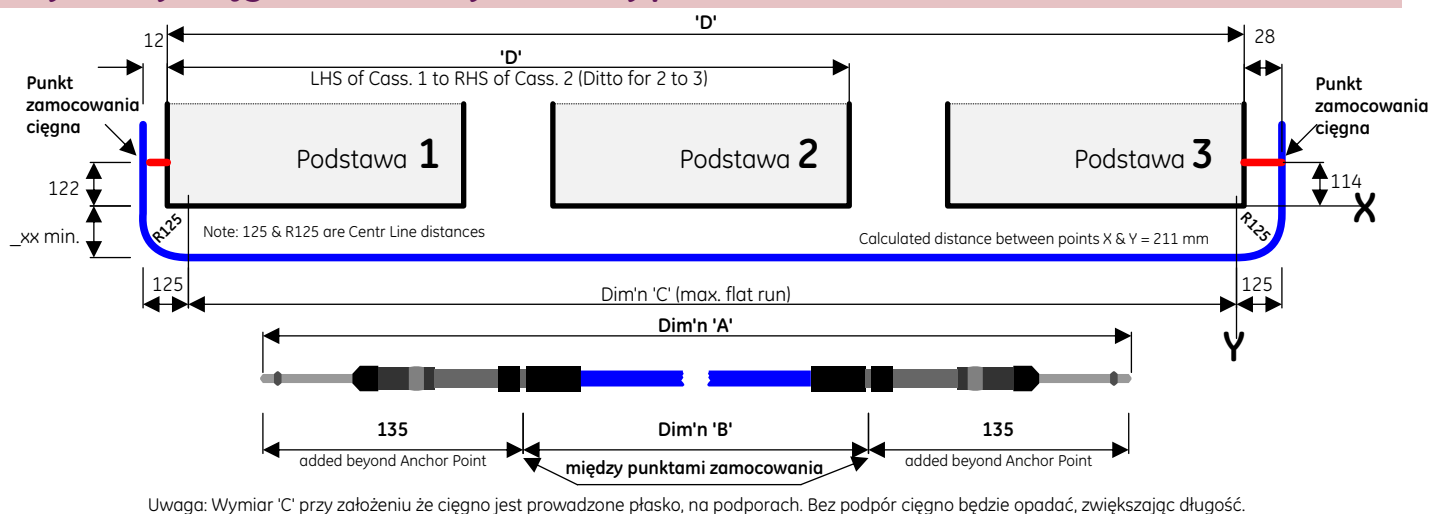 'D'
12
28
'D'
LHS of Cass. 1 to RHS of Cass. 2 (Ditto for 2 to 3)
Punkt
zamocowania
cięgna
Punkt
zamocowania
cięgna
Podstawa 1
Podstawa 2
Podstawa 3
122
114
X
_xx min.
R125
Note: 125 & R125 are Centr Line distances
Calculated distance between points X & Y = 211 mm
R125
125
Dim'n 'C' (max. flat run)
125
Dim'n 'A'
Y
135
Dim'n 'B'
135
added beyond Anchor Point
między punktami zamocowania
added beyond Anchor Point
Uwaga: Wymiar 'C' przy założeniu że cięgno jest prowadzone płasko, na podporach. Bez podpór cięgno będzie opadać, zwiększając długość.